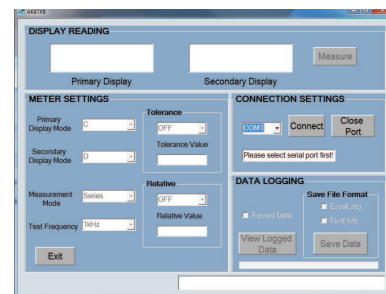 DISPLAY READING
Measure
Primary Display
Secondary Display
METER SETTINGS
Primary
Display Mode
C
Secondary
Display Mode
D
Measurement
Mode
Series
Test Frequency
1kHz
Exit
Tolerance
OFF
Tolerance Value
Relative
OFF
Relative Value
CONNECTION SETTINGS
COM1
Connect
Close
Port
Please select serial port first!
DATA LOGGING
Save File Format
Record Data
View Logged
Data
Save Data